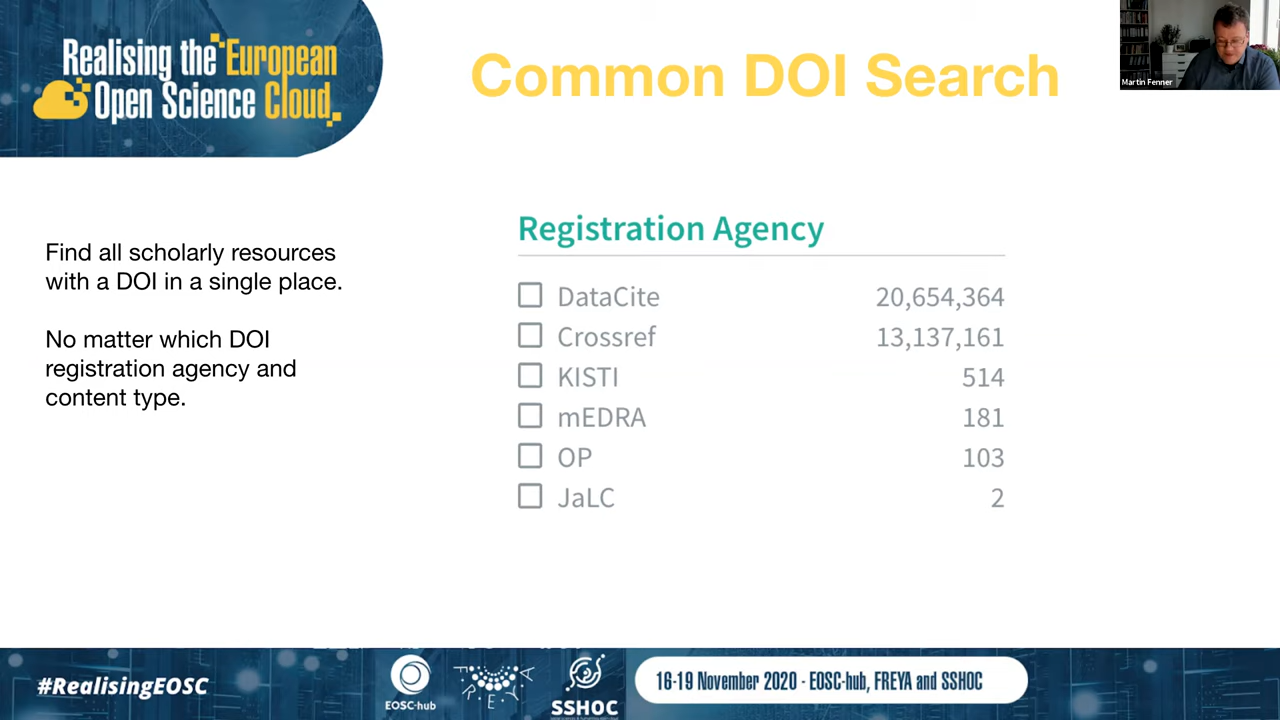 Realising the European
Open Science Cloud
Common DOI Search
Martin Fenner
Find all scholarly resources
with a DOI in a single place.
No matter which DOI
registration agency and
content type.
Registration Agency
DataCite 20,654,364
Crossref 13,137,161
KISTI 514
mEDRA 181
OP 103
JaLC 2
#RealisingEOSC
EOSC-hub
FREYA
SSHOC
16-19 November 2020 - EOSC-hub, FREYA and SSHOC